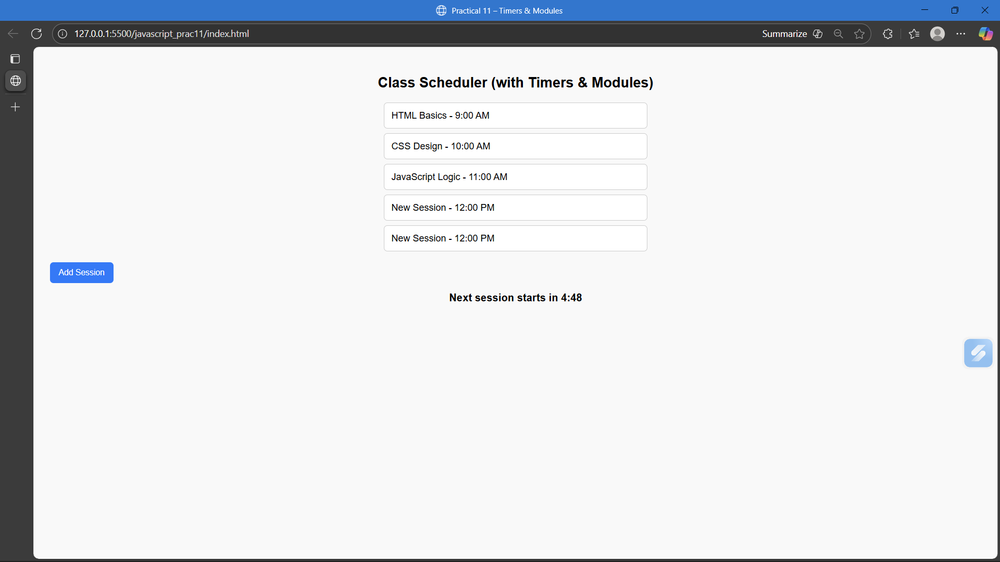 Practical 11 – Timers & Modules
127.0.0.1:5500/javascript_prac11/index.html
Summarize
Class Scheduler (with Timers & Modules)
HTML Basics - 9:00 AM
CSS Design - 10:00 AM
JavaScript Logic - 11:00 AM
New Session - 12:00 PM
New Session - 12:00 PM
Add Session
Next session starts in 4:48